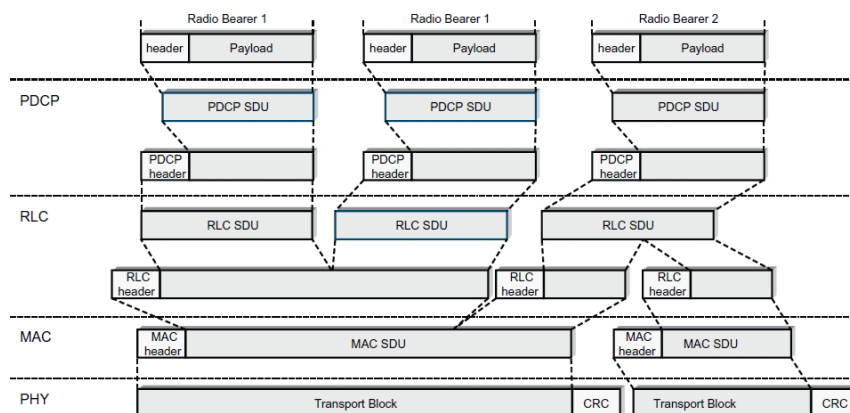 Radio Bearer 1
Radio Bearer 1
Radio Bearer 2
header
Payload
header
Payload
header
Payload
PDCP
PDCP SDU
PDCP SDU
PDCP SDU
PDCP
header
PDCP
header
PDCP
header
RLC
RLC SDU
RLC SDU
RLC SDU
RLC
header
RLC
header
RLC
header
MAC
MAC
header
MAC SDU
MAC
header
MAC SDU
PHY
Transport Block
CRC
Transport Block
CRC